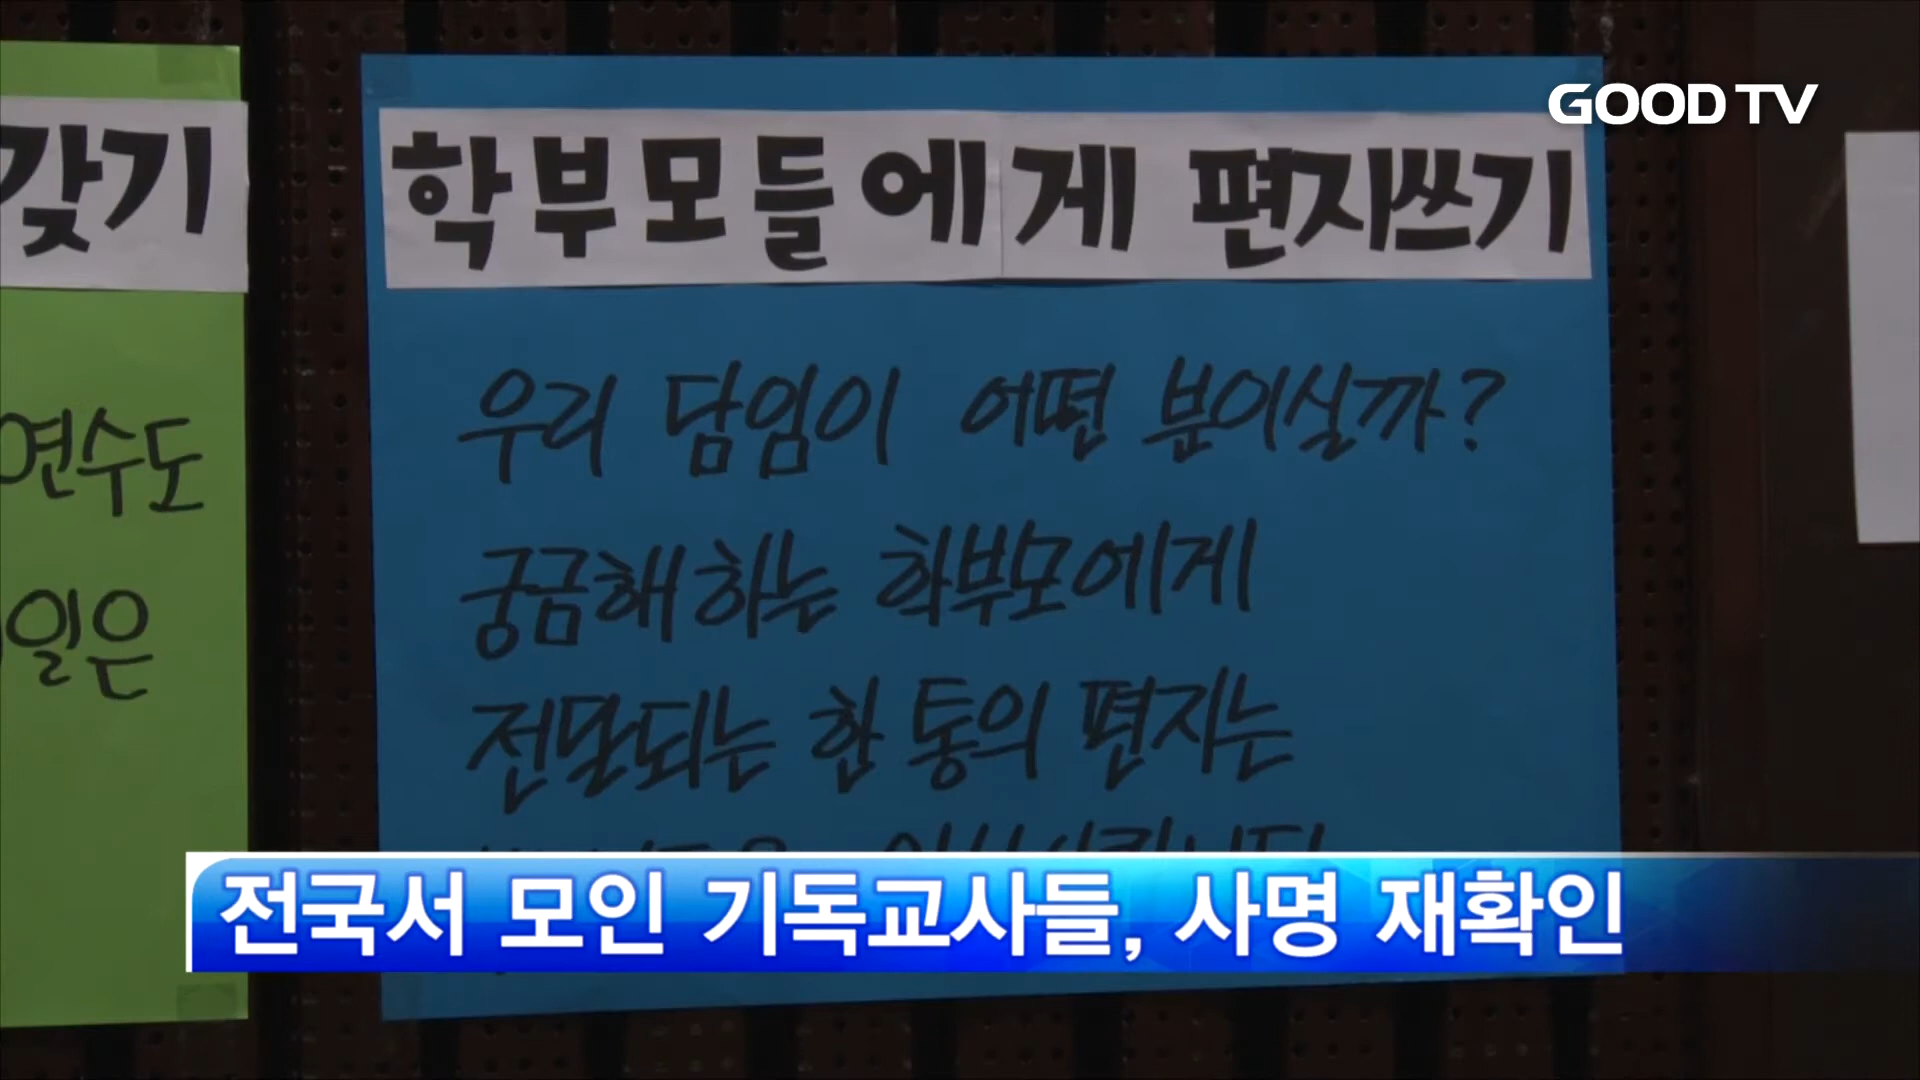 GOOD TV
갖기
연수도
일은
학부모들에게 편지쓰기
우리 담임이 어떤 분이실까?
궁금해하는 학부모에게
전달되는 한 통의 편지는
전국서 모인 기독교사들, 사명 재확인